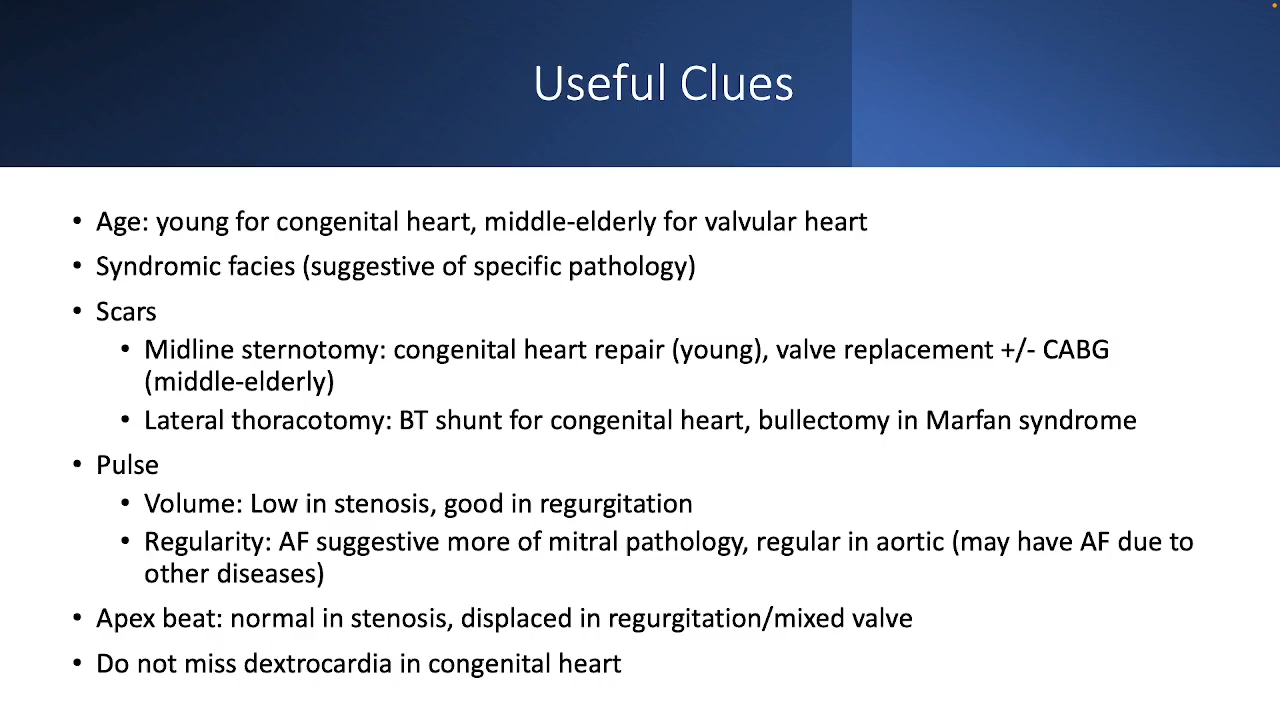 Useful Clues
• Age: young for congenital heart, middle-elderly for valvular heart
• Syndromic facies (suggestive of specific pathology)
• Scars
• Midline sternotomy: congenital heart repair (young), valve replacement +/- CABG
(middle-elderly)
• Lateral thoracotomy: BT shunt for congenital heart, bullectomy in Marfan syndrome
• Pulse
• Volume: Low in stenosis, good in regurgitation
• Regularity: AF suggestive more of mitral pathology, regular in aortic (may have AF due to
other diseases)
• Apex beat: normal in stenosis, displaced in regurgitation/mixed valve
• Do not miss dextrocardia in congenital heart